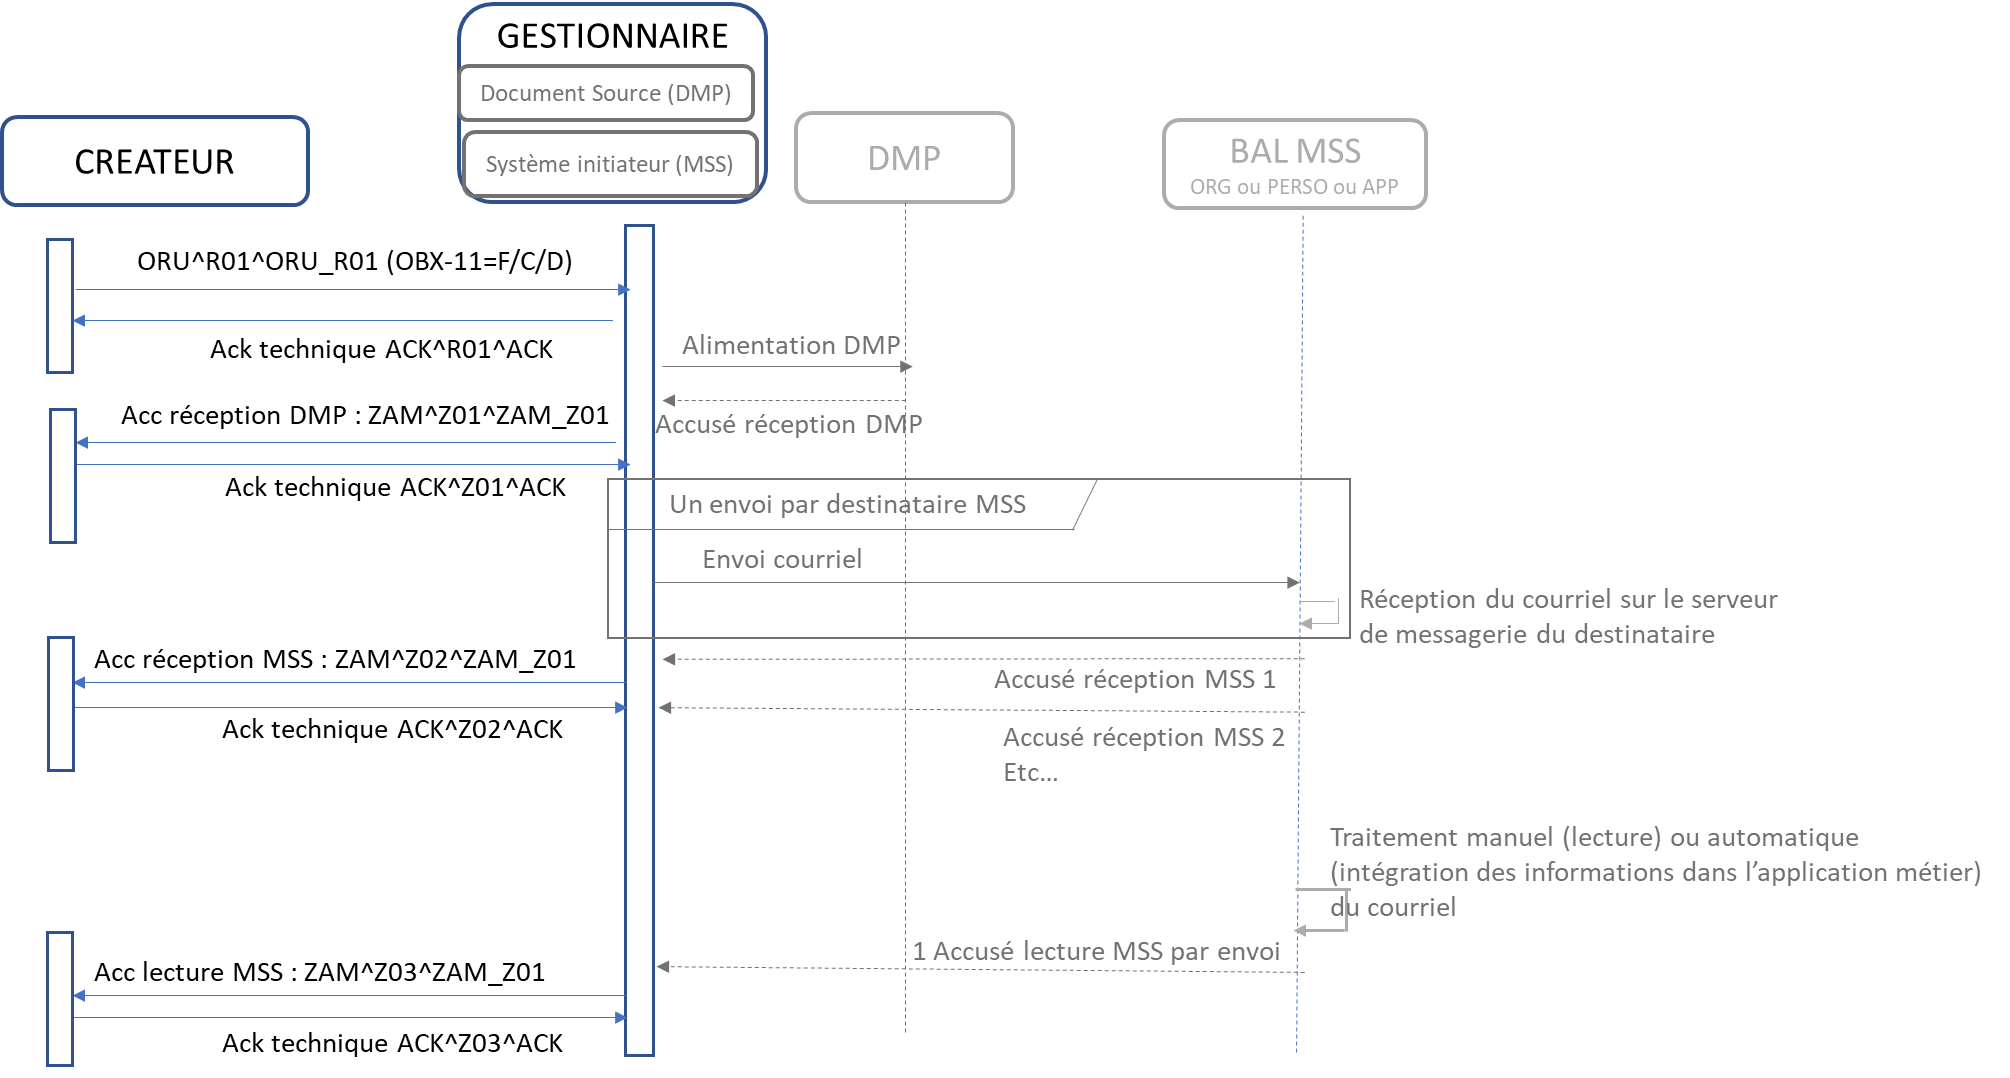 GESTIONNAIRE
Document Source (DMP)
Système initiateur (MSS)
CREATEUR
DMP
BAL MSS
ORG ou PERSO ou APP
ORU^R01^ORU_R01 (OBX-11=F/C/D)
Ack technique ACK^R01^ACK
Alimentation DMP
Acc réception DMP : ZAM^Z01^ZAM_Z01
Accusé réception DMP
Ack technique ACK^Z01^ACK
Un envoi par destinataire MSS
Envoi courriel
Réception du courriel sur le serveur
de messagerie du destinataire
Acc réception MSS : ZAM^Z02^ZAM_Z01
Accusé réception MSS 1
Ack technique ACK^Z02^ACK
Accusé réception MSS 2
Etc…
Traitement manuel (lecture) ou automatique
(intégration des informations dans l’application métier)
du courriel
1 Accusé lecture MSS par envoi
Acc lecture MSS : ZAM^Z03^ZAM_Z01
Ack technique ACK^Z03^ACK